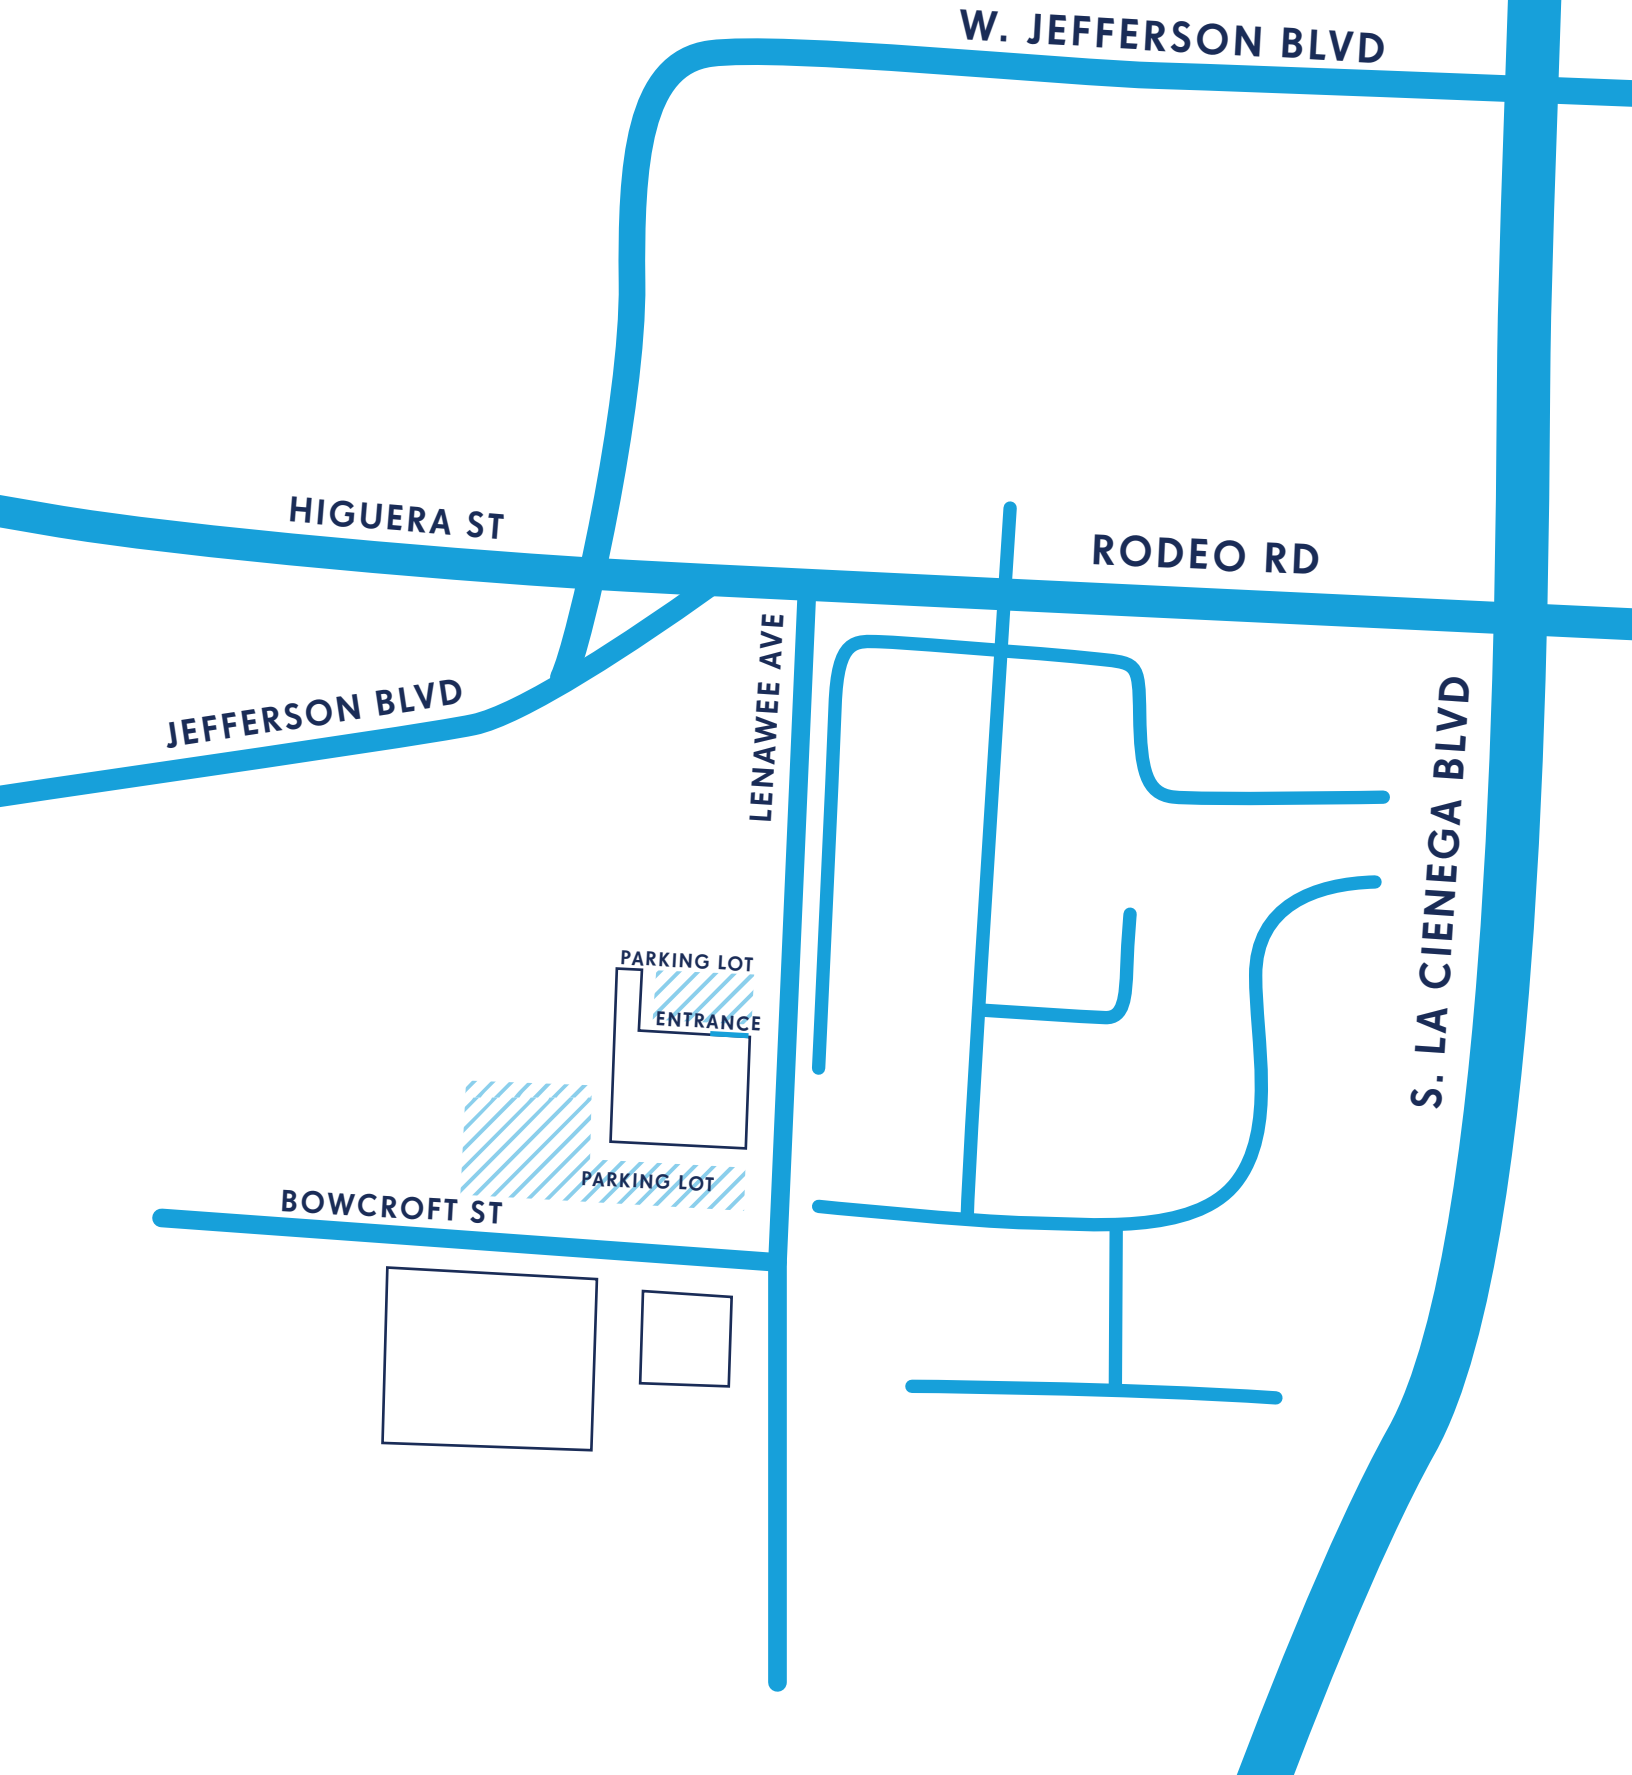 W. JEFFERSON BLVD
HIGUERA ST
RODEO RD
JEFFERSON BLVD
LENAWEE AVE
S. LA CIENEGA BLVD
PARKING LOT
ENTRANCE
PARKING LOT
BOWCROFT ST